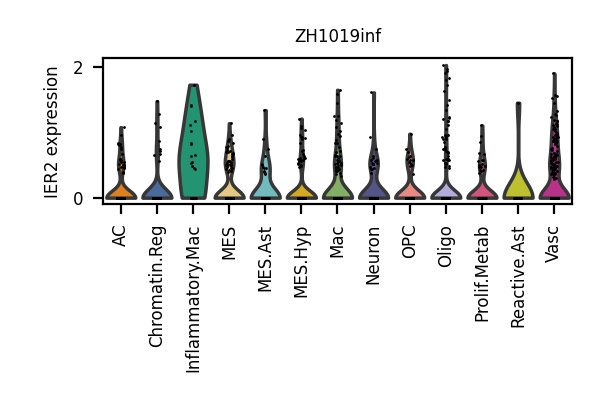 ZH1019inf
IER2 expression
2
0
AC
Chromatin.Reg
Inflammatory.Mac
MES
MES.Ast
MES.Hyp
Mac
Neuron
OPC
Oligo
Prolif.Metab
Reactive.Ast
Vasc